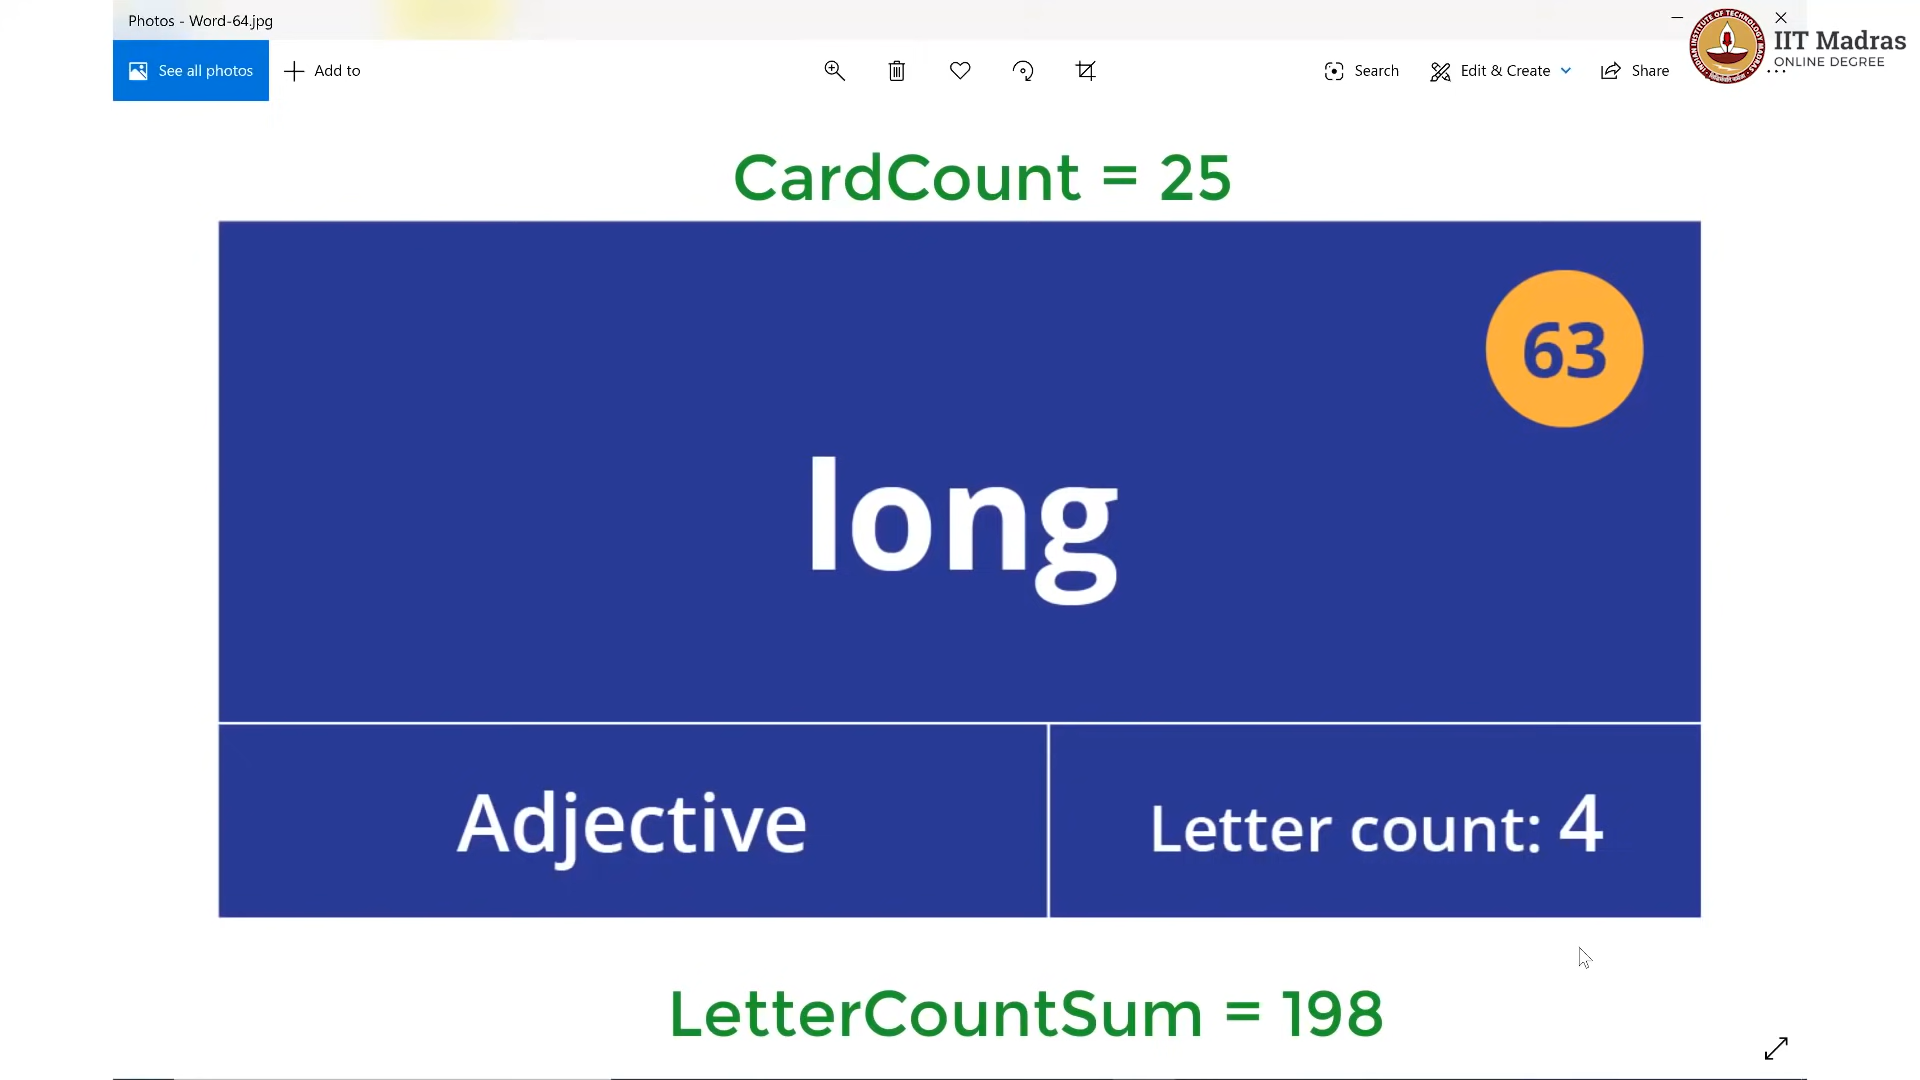 Photos - Word-64.jpg
See all photos
Add to
Search
Edit & Create
Share
IIT Madras
ONLINE DEGREE
CardCount = 25
63
long
Adjective
Letter count: 4
LetterCountSum = 198